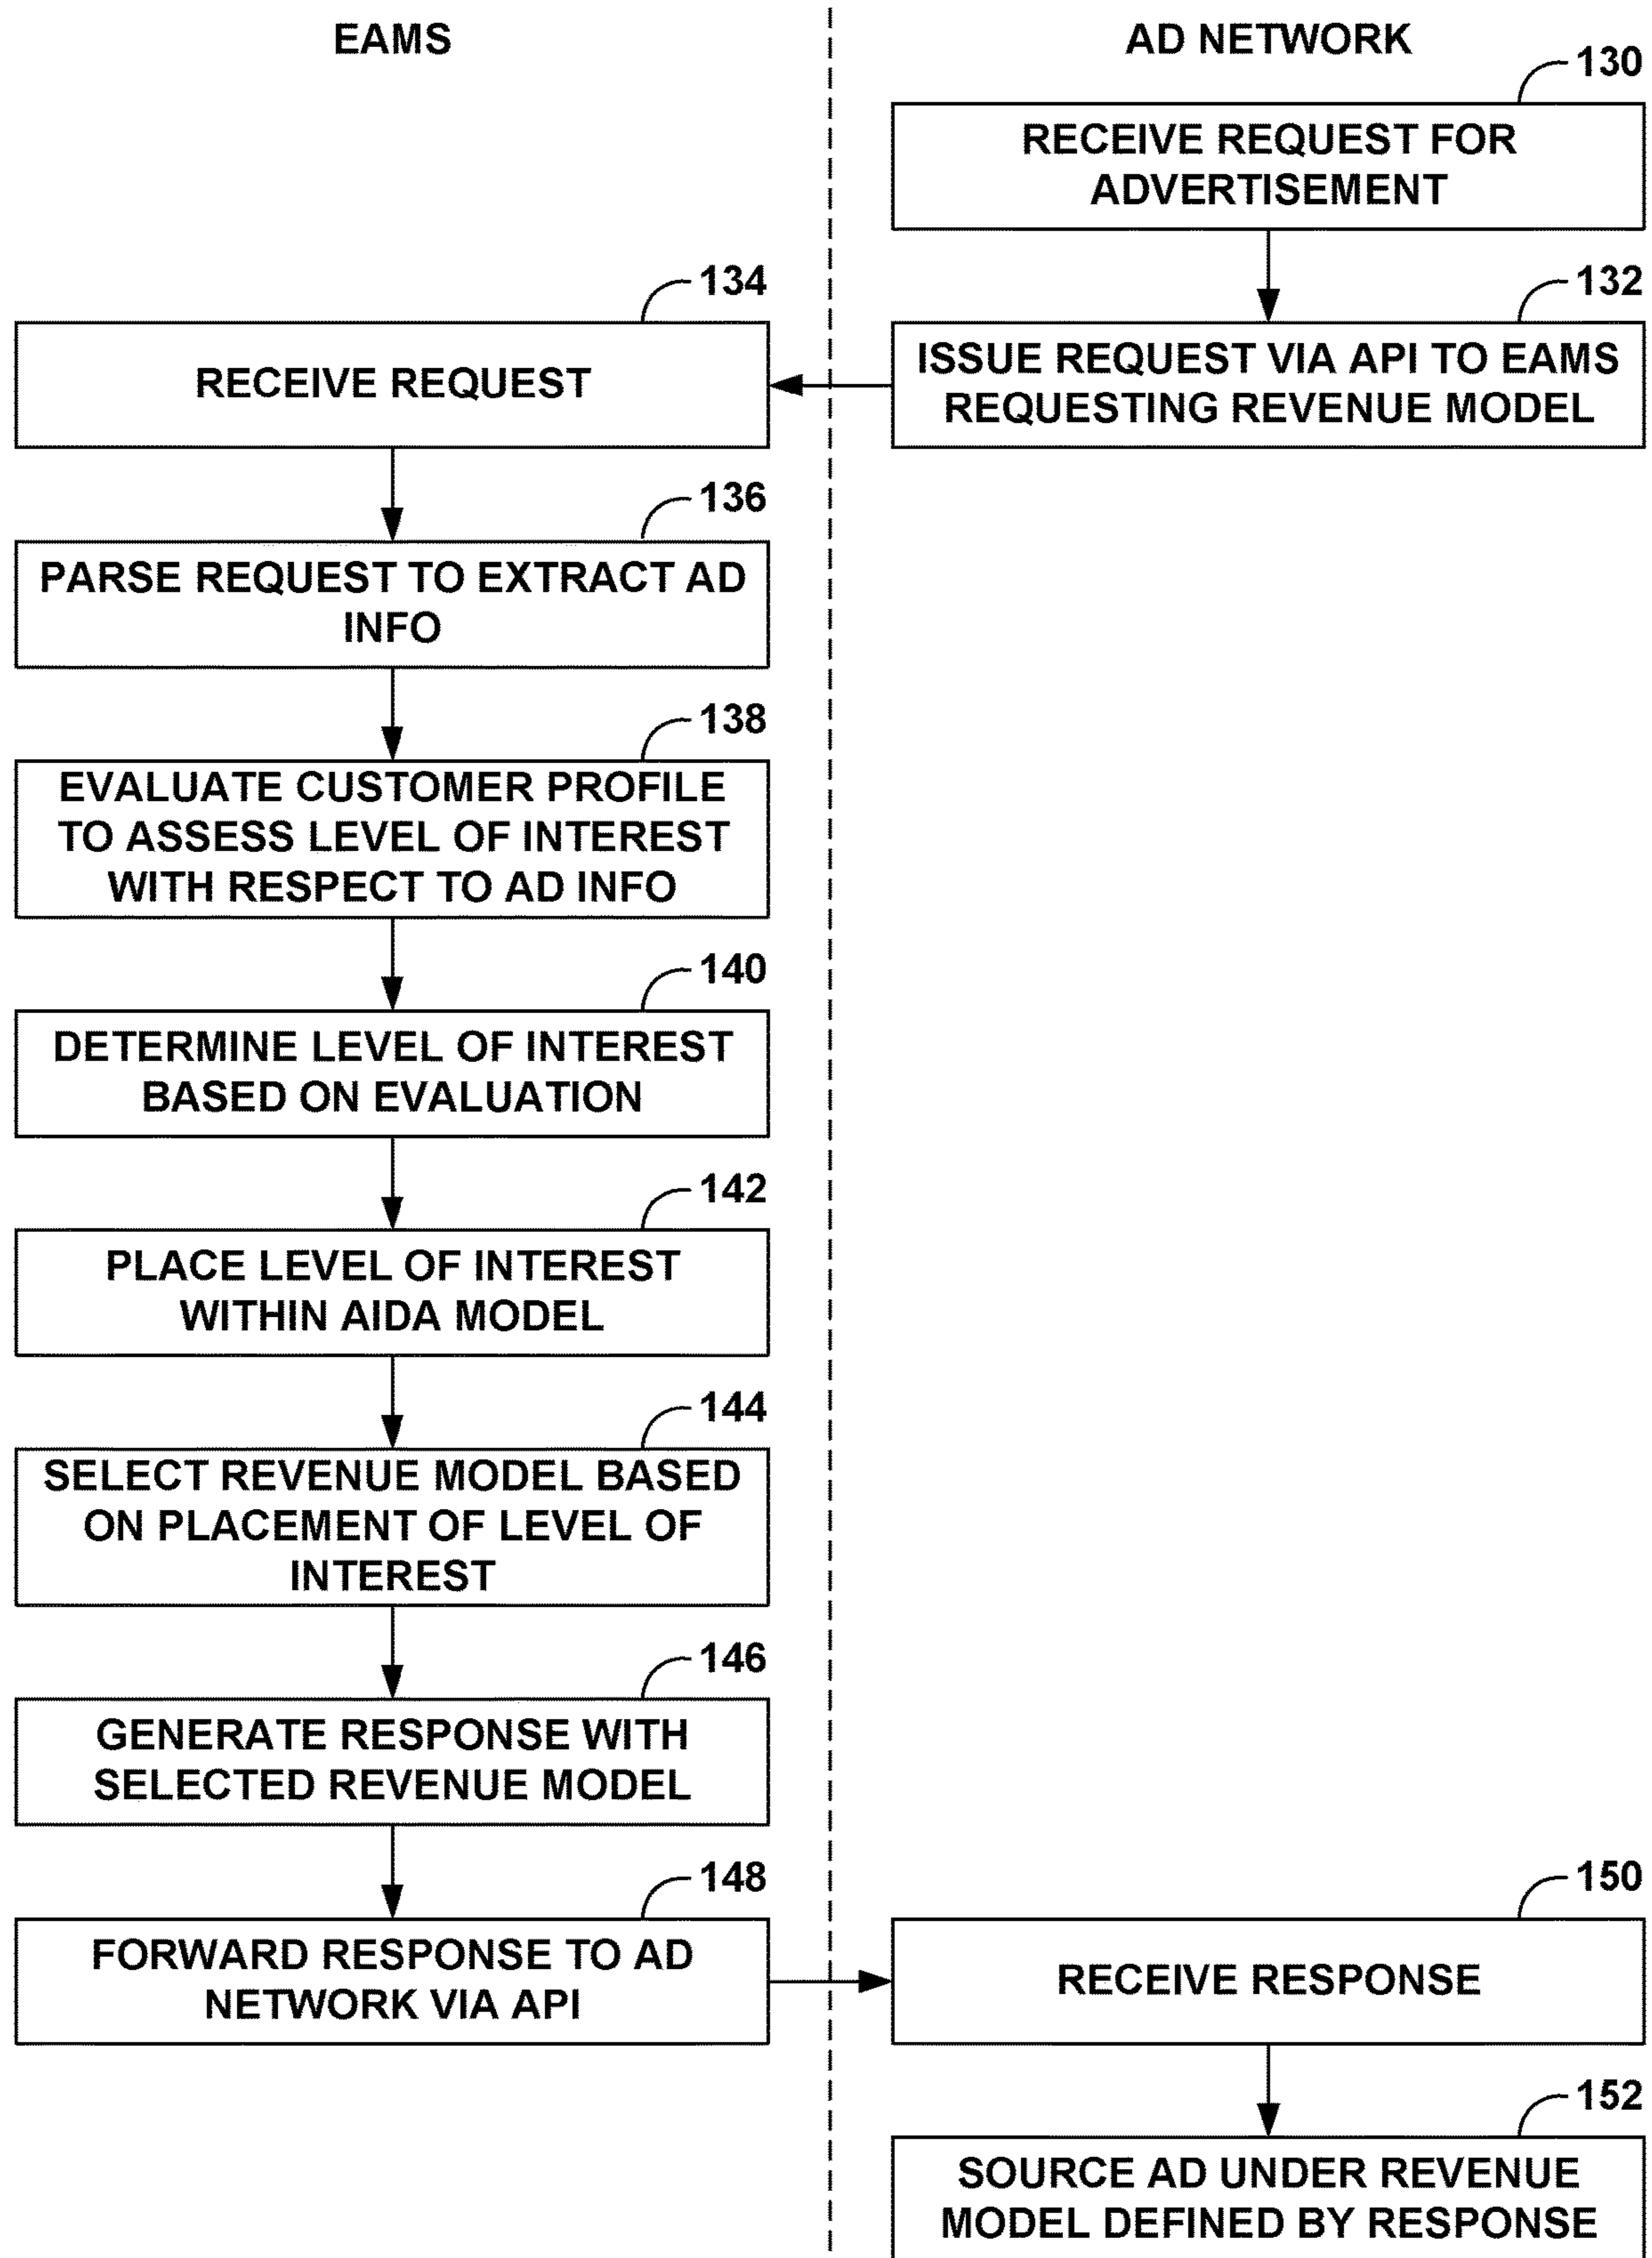 EAMS
AD NETWORK
130
RECEIVE REQUEST FOR
ADVERTISEMENT
132
ISSUE REQUEST VIA API TO EAMS
REQUESTING REVENUE MODEL
134
RECEIVE REQUEST
136
PARSE REQUEST TO EXTRACT AD
INFO
138
EVALUATE CUSTOMER PROFILE
TO ASSESS LEVEL OF INTEREST
WITH RESPECT TO AD INFO
140
DETERMINE LEVEL OF INTEREST
BASED ON EVALUATION
142
PLACE LEVEL OF INTEREST
WITHIN AIDA MODEL
144
SELECT REVENUE MODEL BASED
ON PLACEMENT OF LEVEL OF
INTEREST
146
GENERATE RESPONSE WITH
SELECTED REVENUE MODEL
148
FORWARD RESPONSE TO AD
NETWORK VIA API
150
RECEIVE RESPONSE
152
SOURCE AD UNDER REVENUE
MODEL DEFINED BY RESPONSE